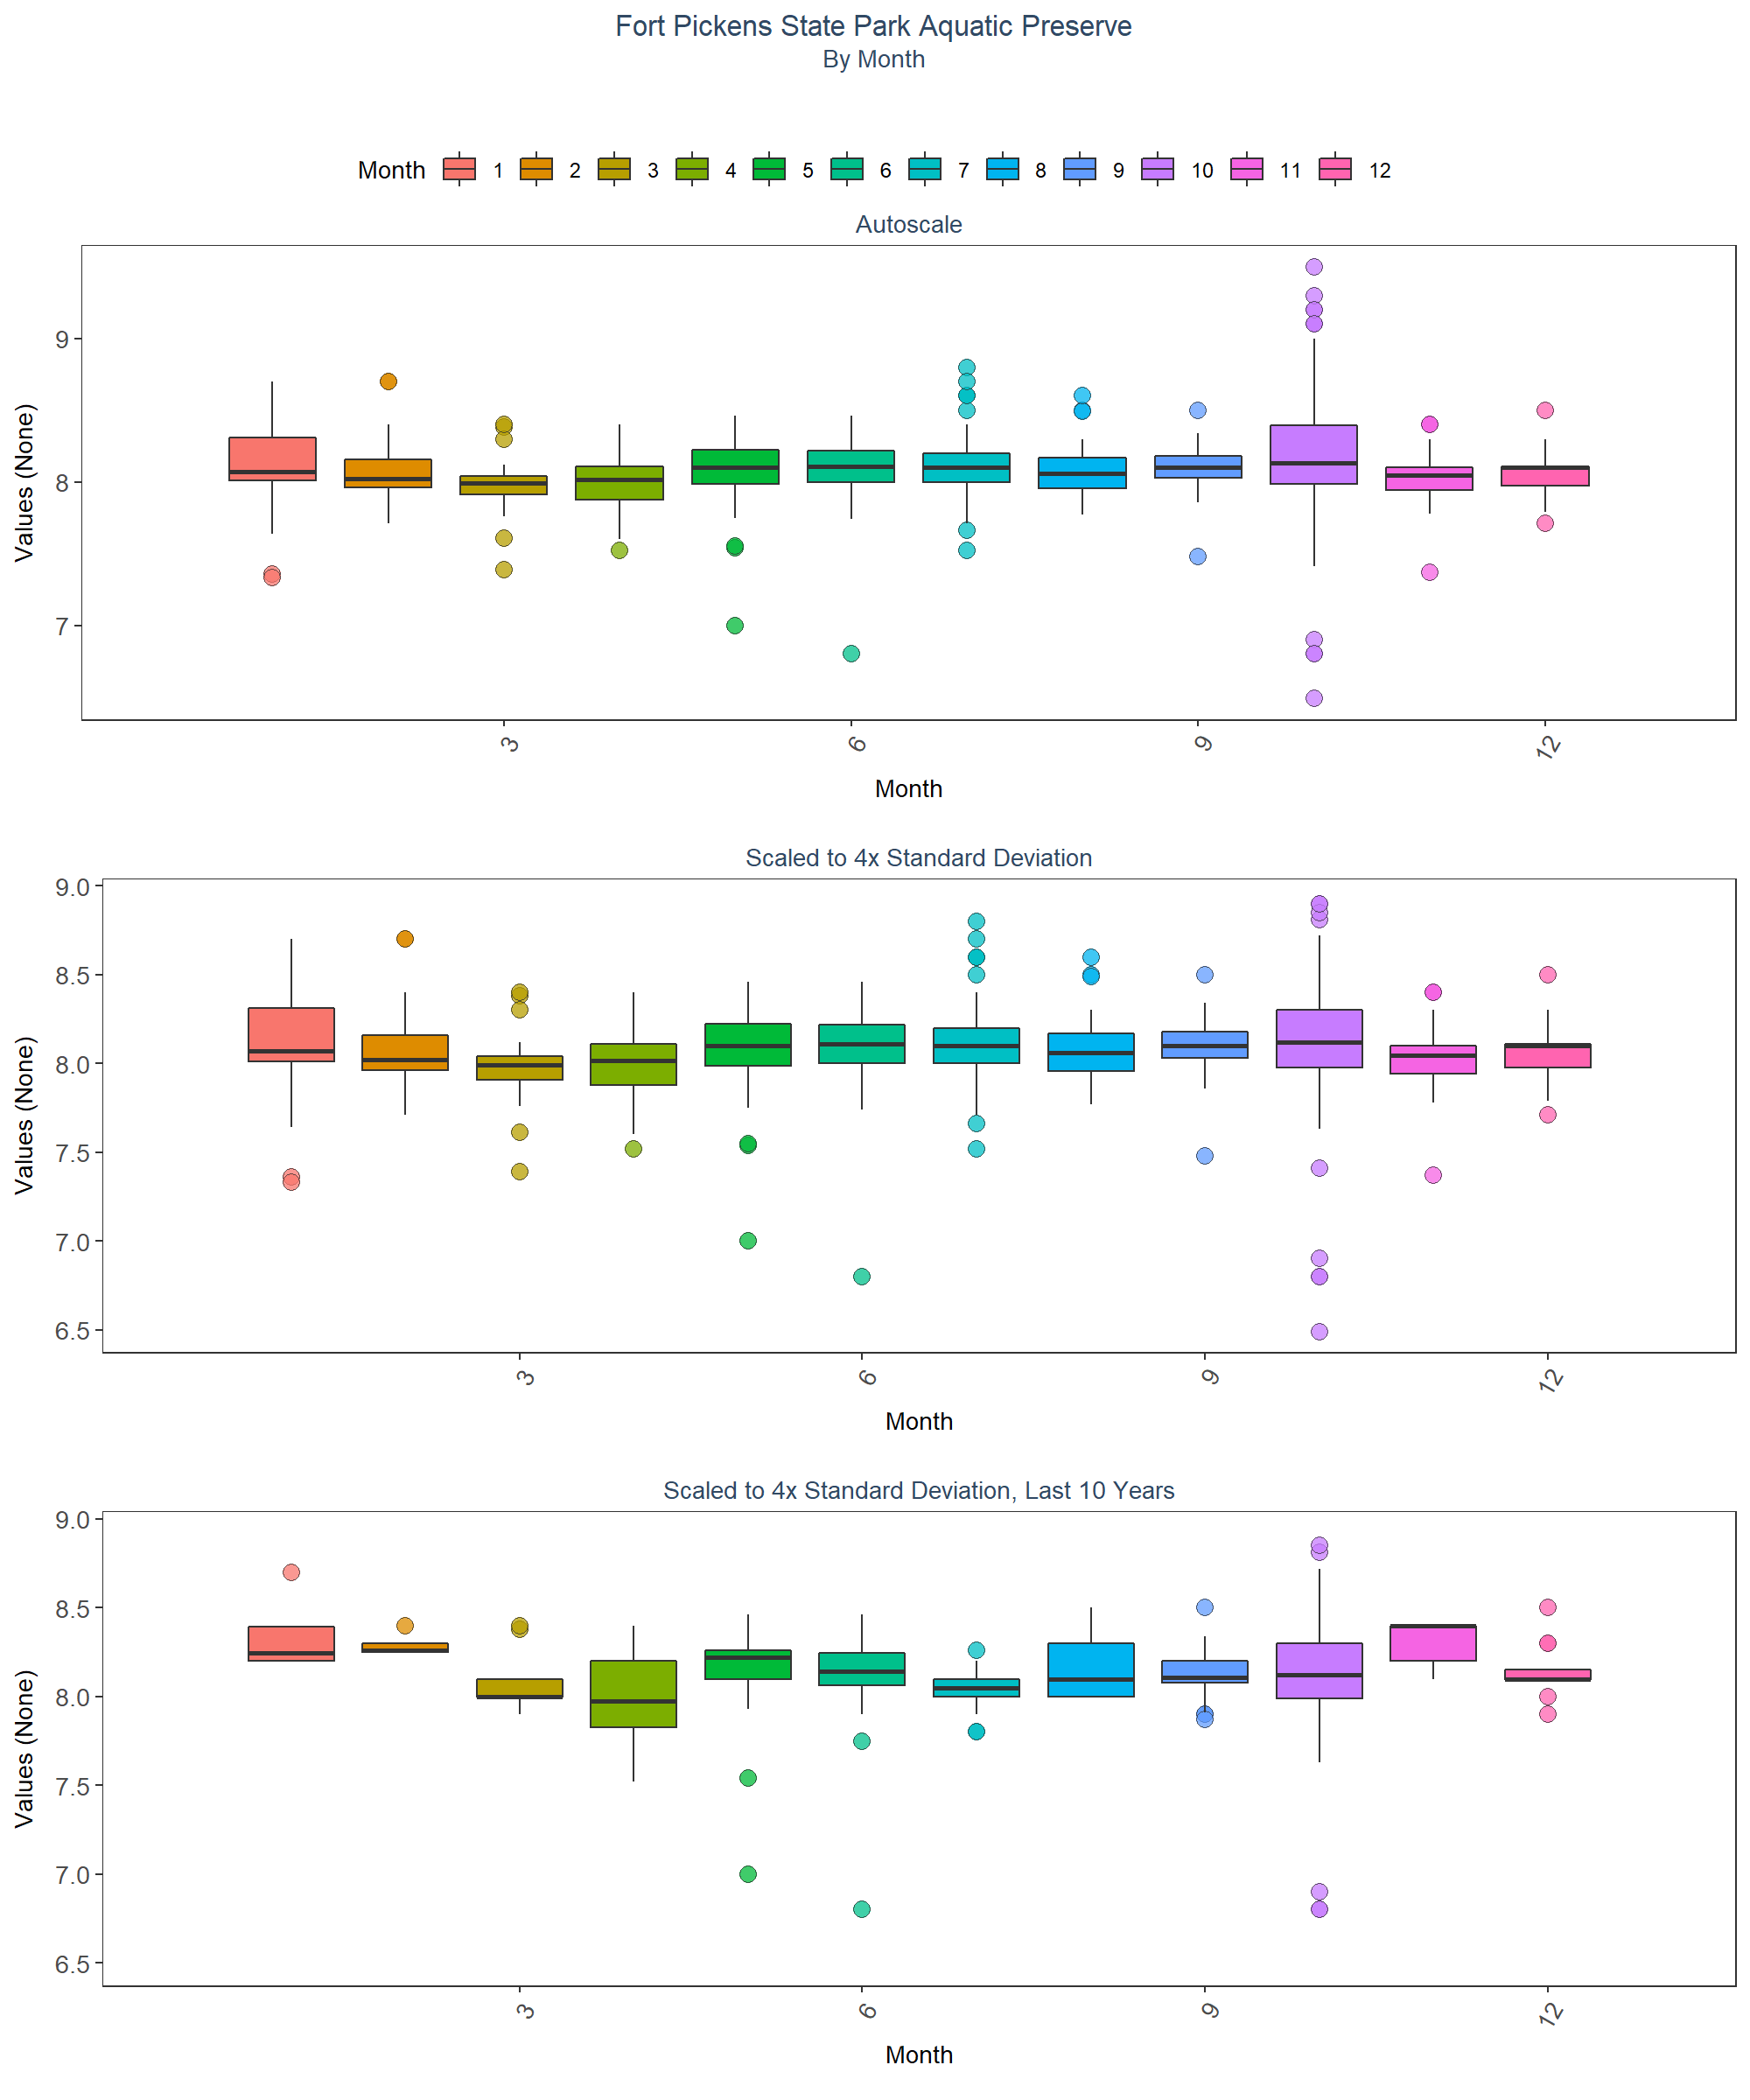 Fort Pickens State Park Aquatic Preserve
By Month
Month 1 2 3 4 5 6 7 8 9 10 11 12
Autoscale
Values (None)
9
8
7
3 6 9 12
Month
Scaled to 4x Standard Deviation
Values (None)
9.0
8.5
8.0
7.5
7.0
6.5
3 6 9 12
Month
Scaled to 4x Standard Deviation, Last 10 Years
Values (None)
9.0
8.5
8.0
7.5
7.0
6.5
3 6 9 12
Month